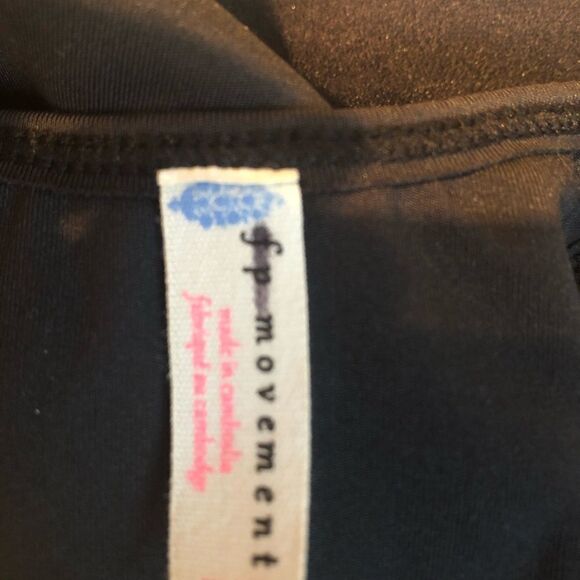 fp movement
made in cambodia
fabriqué au cambodge